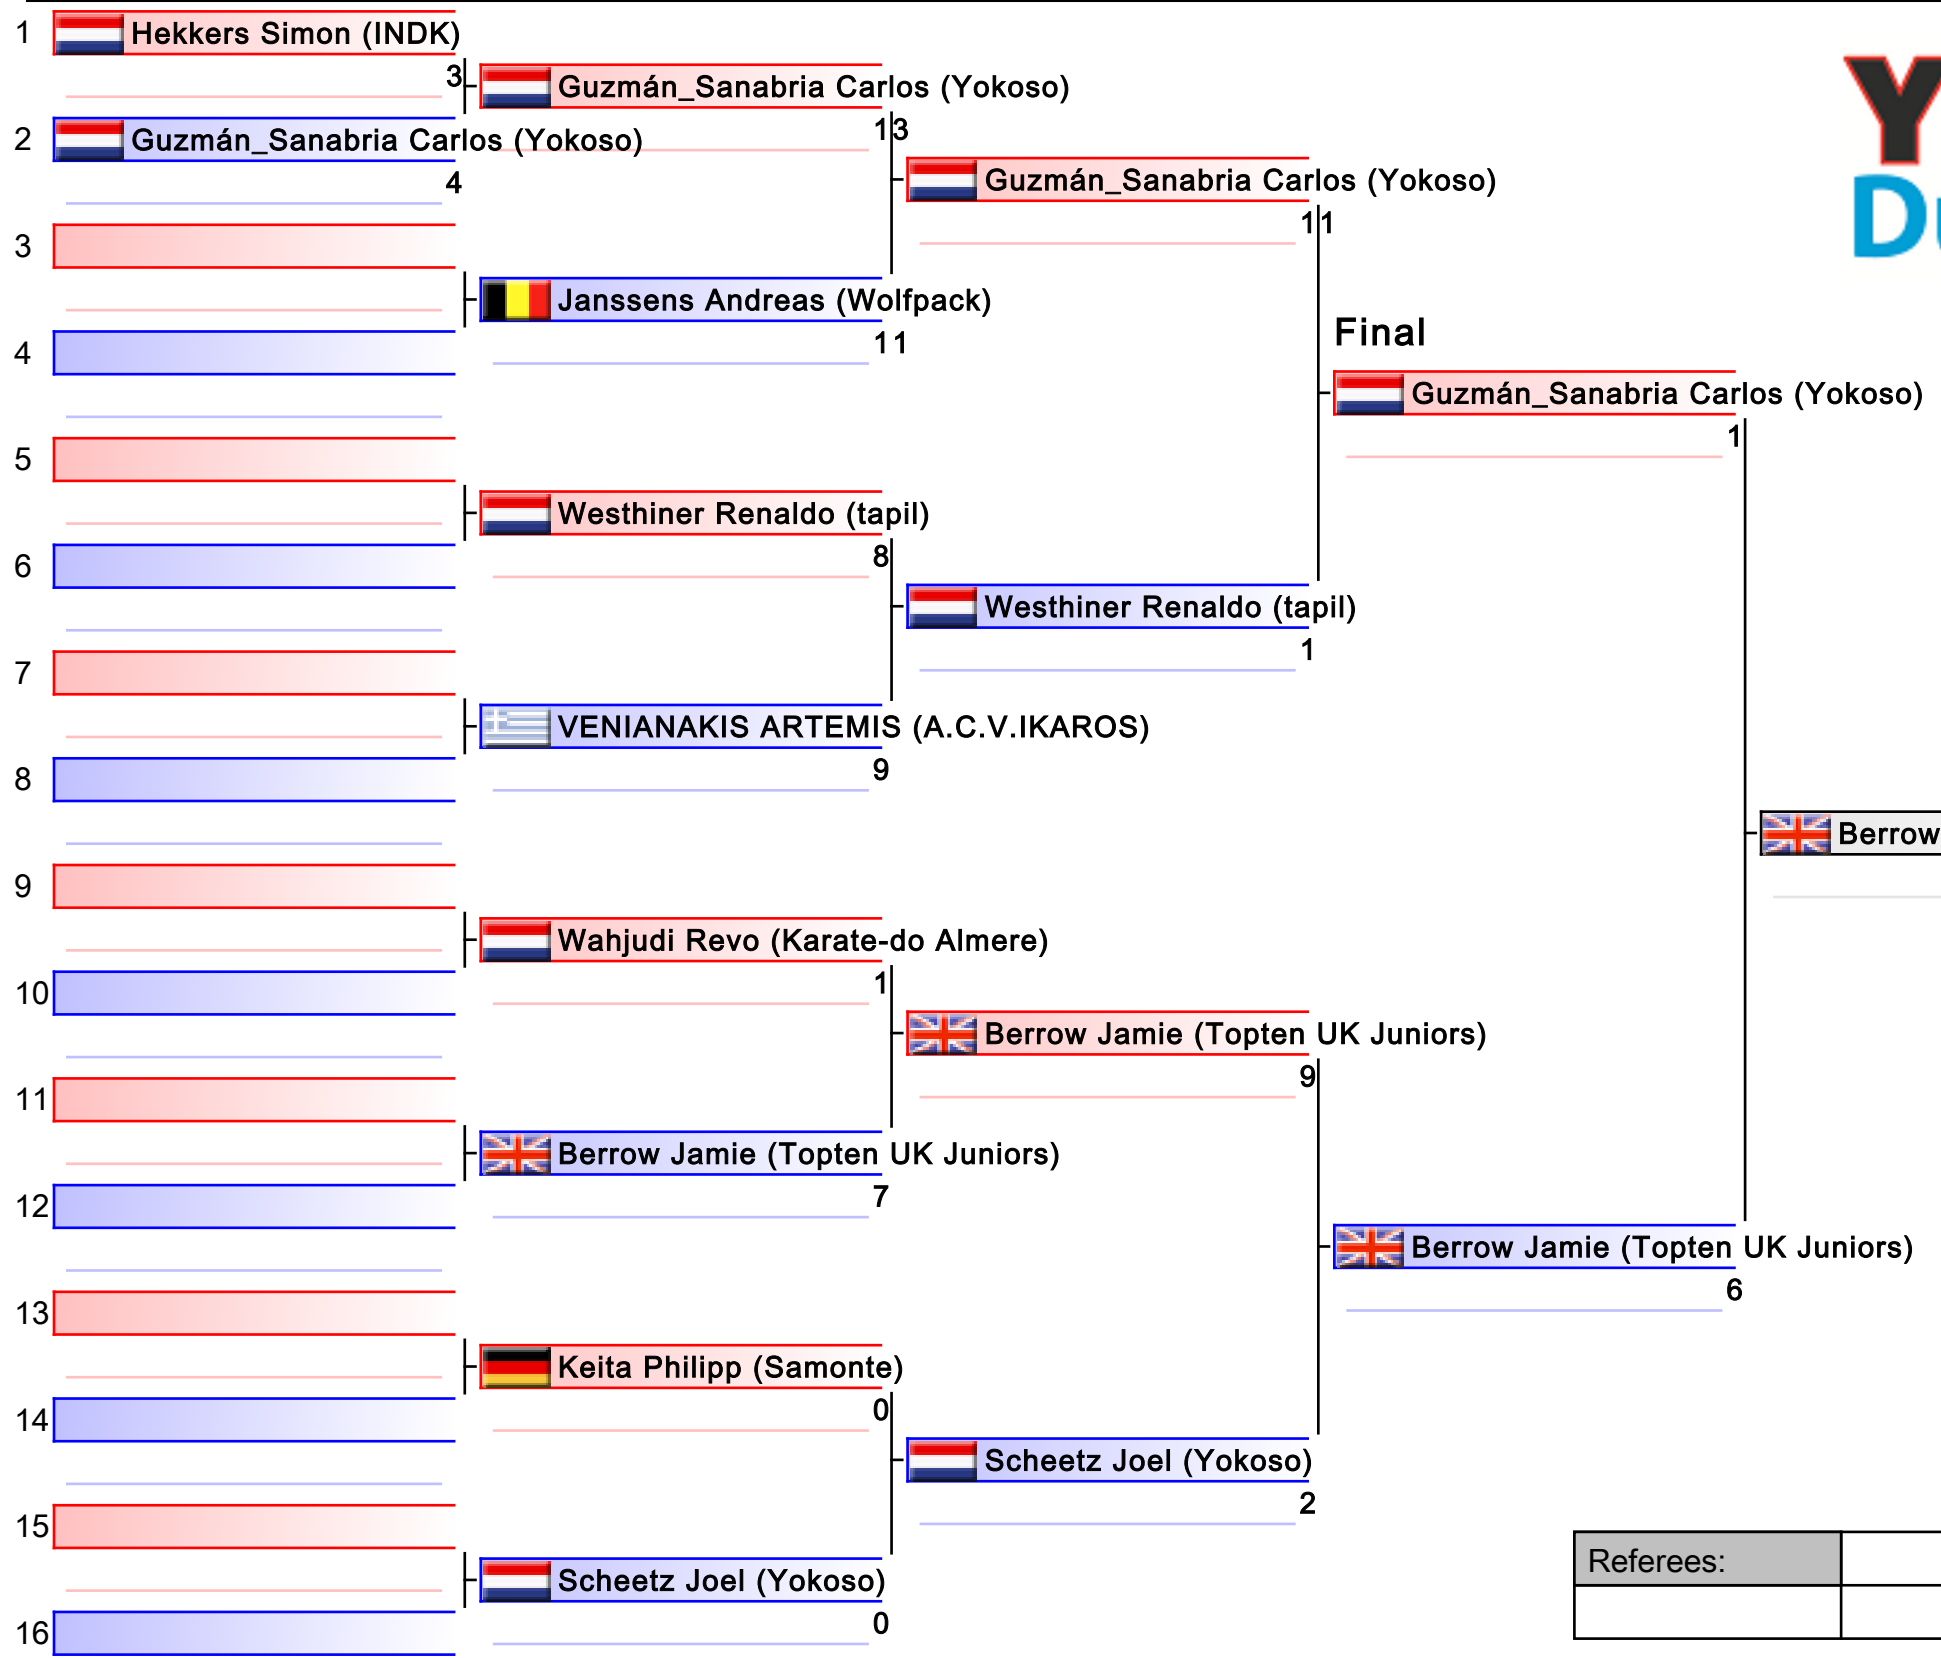 1 Hekkers Simon (INDK)
3
Guzmán_Sanabria Carlos (Yokoso)
13
2 Guzmán_Sanabria Carlos (Yokoso)
4
Guzmán_Sanabria Carlos (Yokoso)
11
3
Janssens Andreas (Wolfpack)
11
4
Final
Guzmán_Sanabria Carlos (Yokoso)
1
5
Westhiner Renaldo (tapil)
8
6
Westhiner Renaldo (tapil)
1
7
VENIANAKIS ARTEMIS (A.C.V.IKAROS)
9
8
Berrow
9
Wahjudi Revo (Karate-do Almere)
1
10
Berrow Jamie (Topten UK Juniors)
9
11
Berrow Jamie (Topten UK Juniors)
7
12
Berrow Jamie (Topten UK Juniors)
6
13
Keita Philipp (Samonte)
0
14
Scheetz Joel (Yokoso)
2
15
Scheetz Joel (Yokoso)
0
16
Referees: